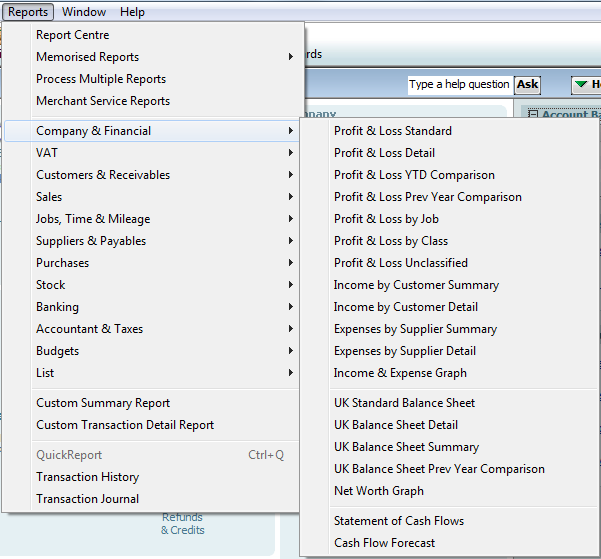 Reports Window Help
Report Centre
Memorised Reports
Process Multiple Reports
Merchant Service Reports
Company & Financial
VAT
Customers & Receivables
Sales
Jobs, Time & Mileage
Suppliers & Payables
Purchases
Stock
Banking
Accountant & Taxes
Budgets
List
Custom Summary Report
Custom Transaction Detail Report
QuickReport Ctrl+Q
Transaction History
Transaction Journal
Type a help question Ask
Profit & Loss Standard
Profit & Loss Detail
Profit & Loss YTD Comparison
Profit & Loss Prev Year Comparison
Profit & Loss by Job
Profit & Loss by Class
Profit & Loss Unclassified
Income by Customer Summary
Income by Customer Detail
Expenses by Supplier Summary
Expenses by Supplier Detail
Income & Expense Graph
UK Standard Balance Sheet
UK Balance Sheet Detail
UK Balance Sheet Summary
UK Balance Sheet Prev Year Comparison
Net Worth Graph
Statement of Cash Flows
Cash Flow Forecast
Refunds
& Credits